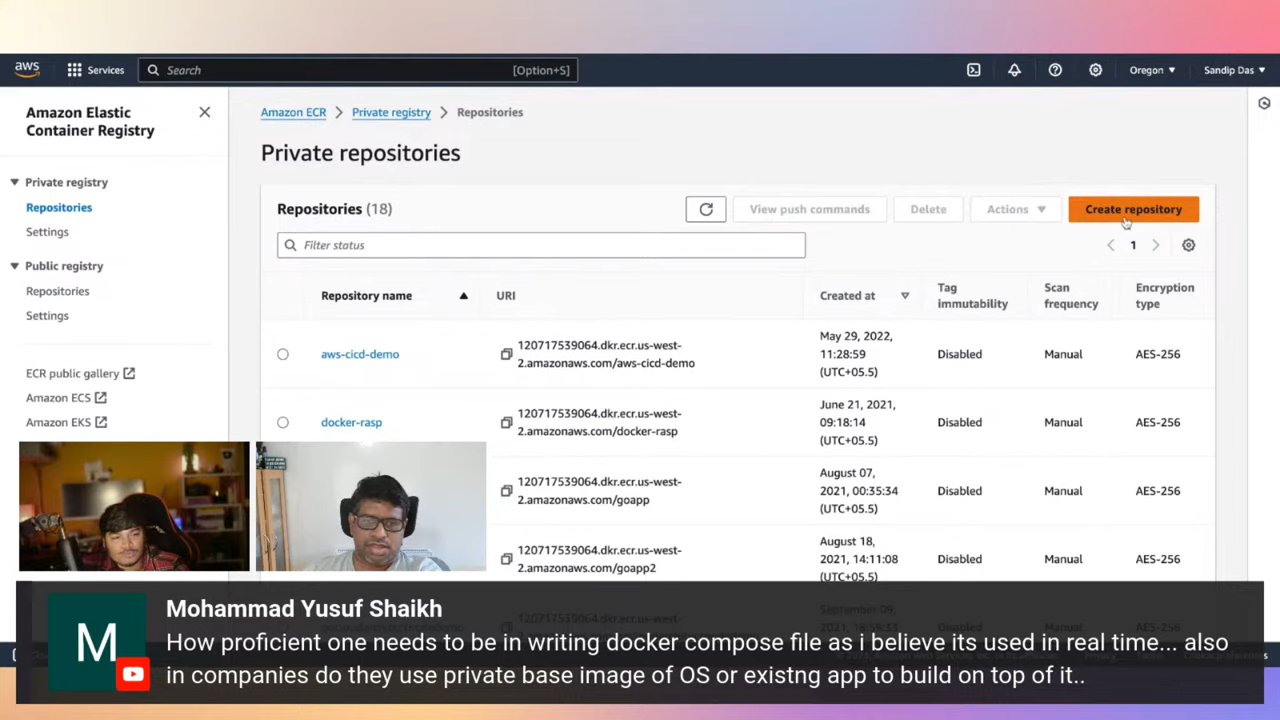 aws
Services
Search
[Option+S]
Oregon
Sandip Das
Amazon Elastic
Container Registry
Private registry
Repositories
Settings
Public registry
Repositories
Settings
ECR public gallery
Amazon ECS
Amazon EKS
Amazon ECR
Private registry
Repositories
Private repositories
Repositories (18)
View push commands
Delete
Actions
Create repository
Filter status
1
Repository name
URI
Created at
Tag
immutability
Scan
frequency
Encryption
type
aws-cicd-demo
120717539064.dkr.ecr.us-west-
2.amazonaws.com/aws-cicd-demo
May 29, 2022,
11:28:59
(UTC+05.5)
Disabled
Manual
AES-256
docker-rasp
120717539064.dkr.ecr.us-west-
2.amazonaws.com/docker-rasp
June 21, 2021,
09:18:14
(UTC+05.5)
Disabled
Manual
AES-256
120717539064.dkr.ecr.us-west-
2.amazonaws.com/goapp
August 07,
2021, 00:35:34
(UTC+05.5)
Disabled
Manual
AES-256
120717539064.dkr.ecr.us-west-
2.amazonaws.com/goapp2
August 18,
2021, 14:11:08
(UTC+05.5)
Disabled
Manual
AES-256
M
Mohammad Yusuf Shaikh
How proficient one needs to be in writing docker compose file as i believe its used in real time... also
in companies do they use private base image of OS or existng app to build on top of it..